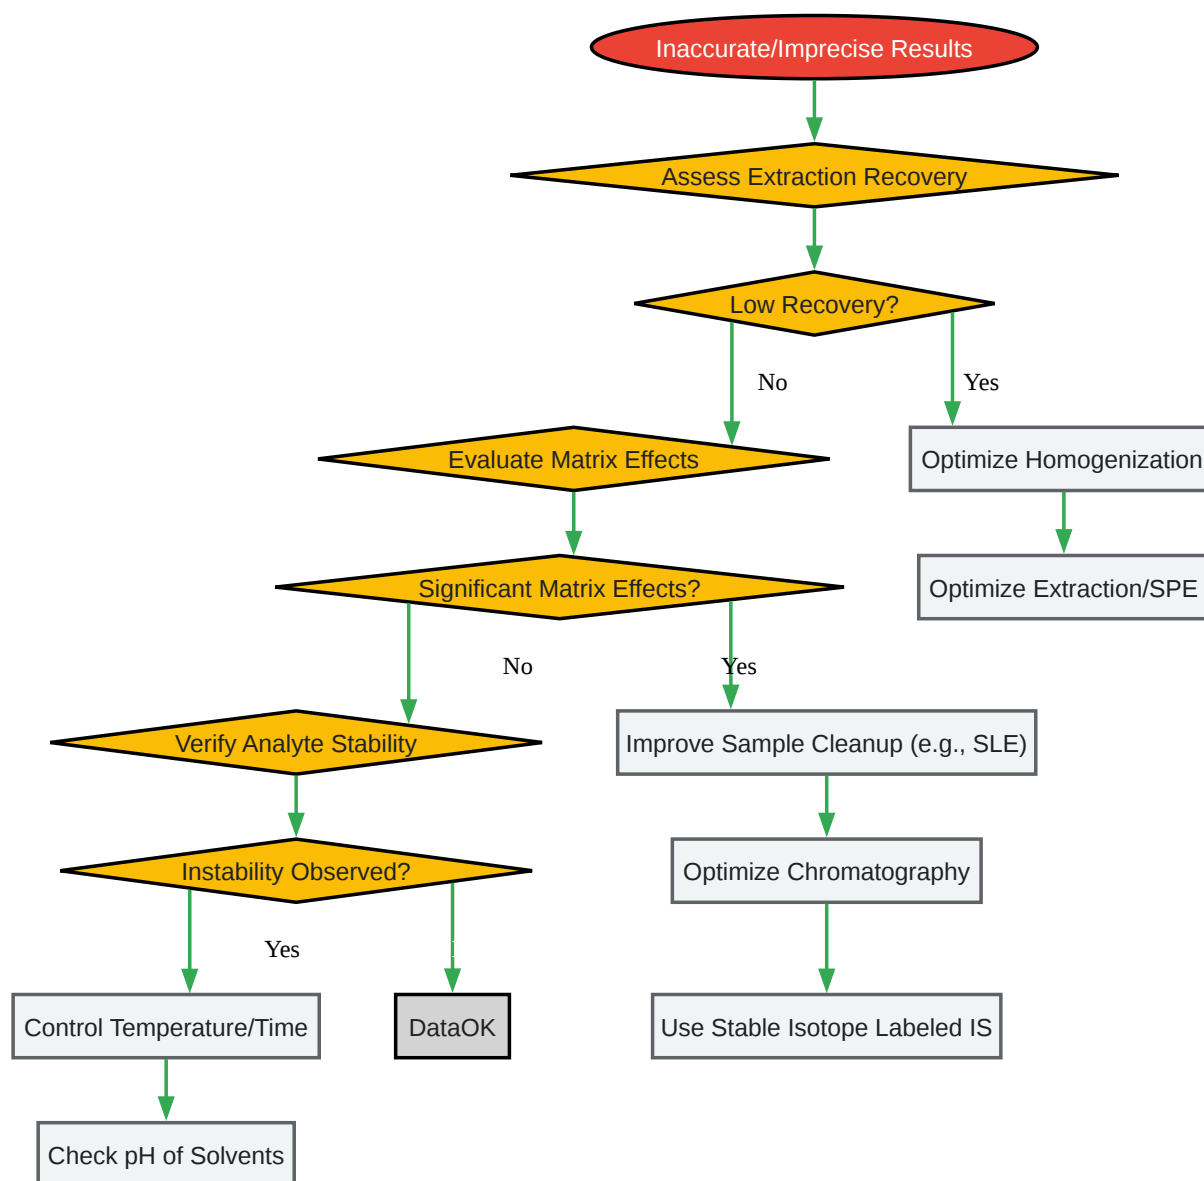 Inaccurate/Imprecise Results
Assess Extraction Recovery
Low Recovery?
No
Yes
Evaluate Matrix Effects
Optimize Homogenization
Significant Matrix Effects?
Optimize Extraction/SPE
No
Yes
Verify Analyte Stability
Improve Sample Cleanup (e.g., SLE)
Instability Observed?
Optimize Chromatography
Yes
Control Temperature/Time
DataOK
Use Stable Isotope Labeled IS
Check pH of Solvents